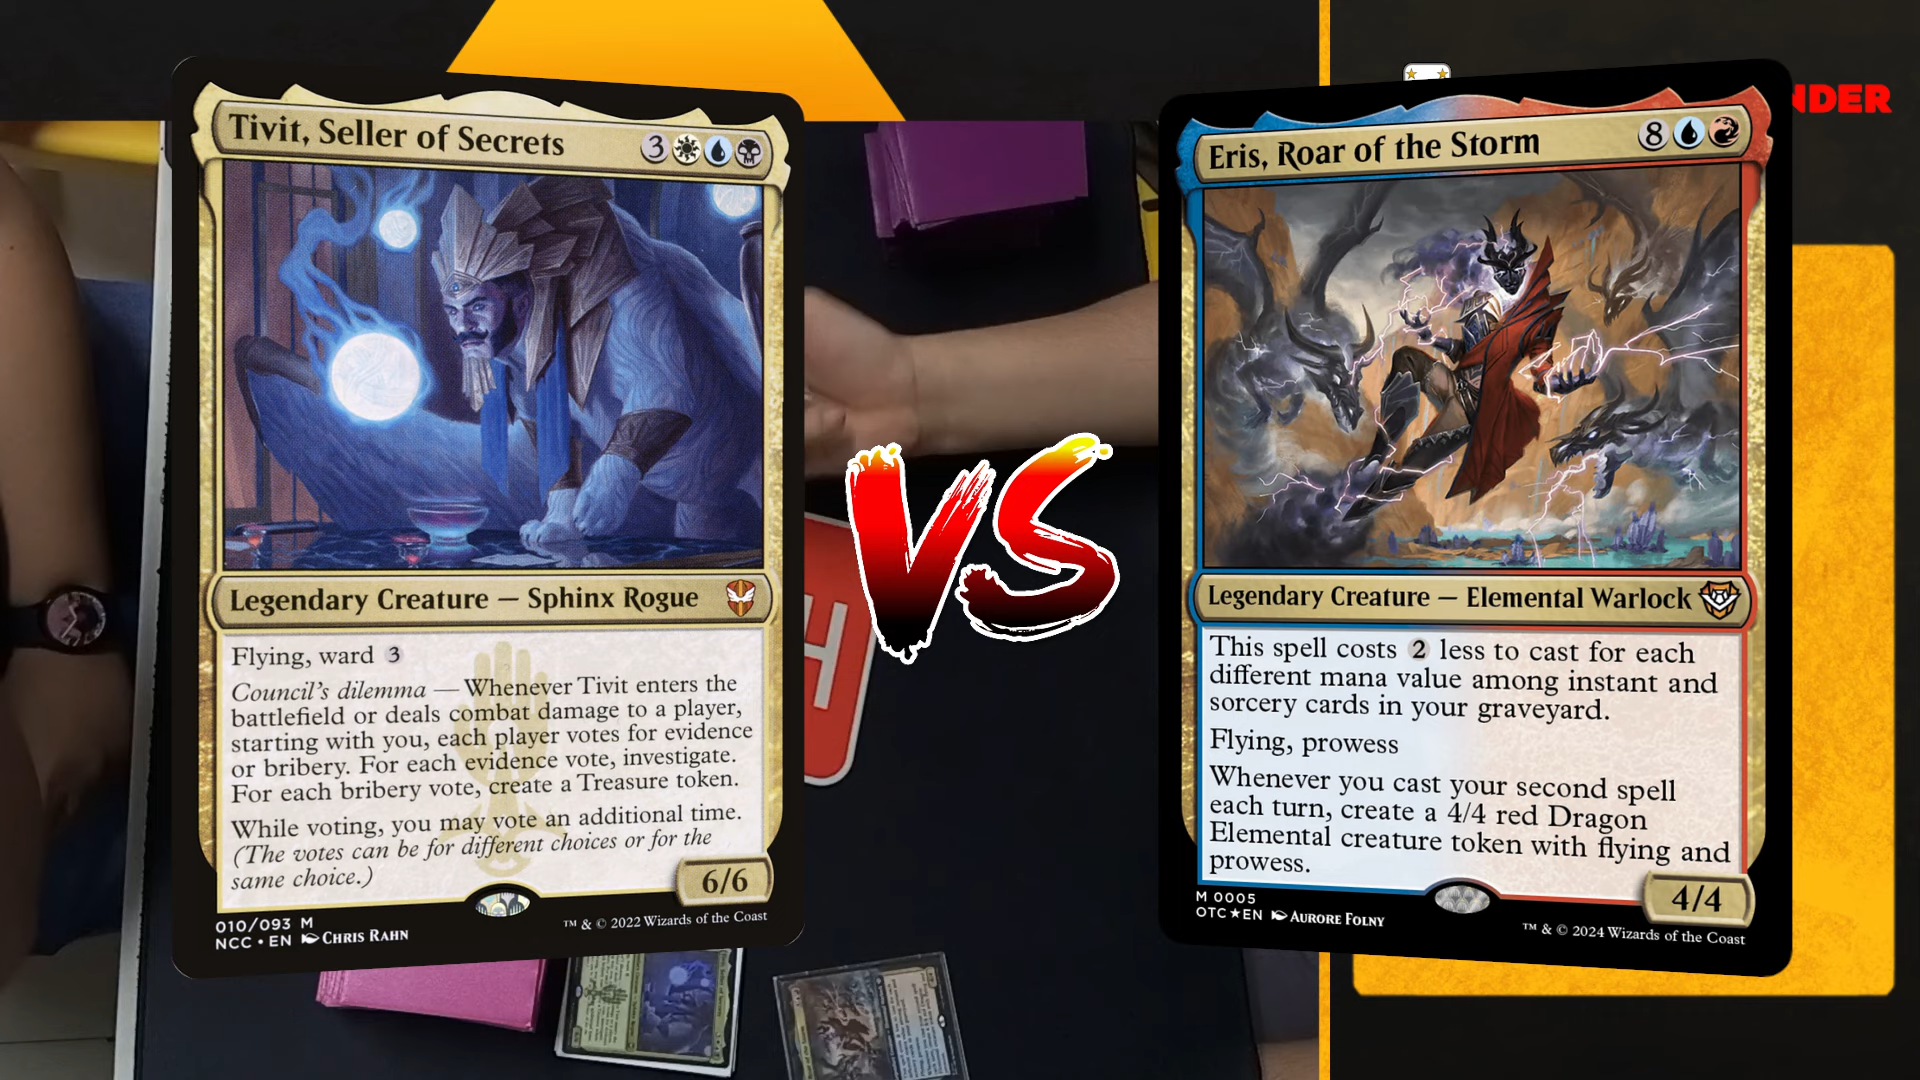 Tivit, Seller of Secrets
3
Legendary Creature — Sphinx Rogue
Flying, ward 3
Council's dilemma — Whenever Tivit enters the
battlefield or deals combat damage to a player,
starting with you, each player votes for evidence
or bribery. For each evidence vote, investigate.
For each bribery vote, create a Treasure token.
While voting, you may vote an additional time.
(The votes can be for different choices or for the
same choice.)
6/6
010/093 M
NCC • EN Chris Rahn
™ & © 2022 Wizards of the Coast
H
VS
NDER
Eris, Roar of the Storm
8
Legendary Creature — Elemental Warlock
This spell costs 2 less to cast for each
different mana value among instant and
sorcery cards in your graveyard.
Flying, prowess
Whenever you cast your second spell
each turn, create a 4/4 red Dragon
Elemental creature token with flying and
prowess.
4/4
M 0005
OTC★EN Aurore Folny
™ & © 2024 Wizards of the Coast